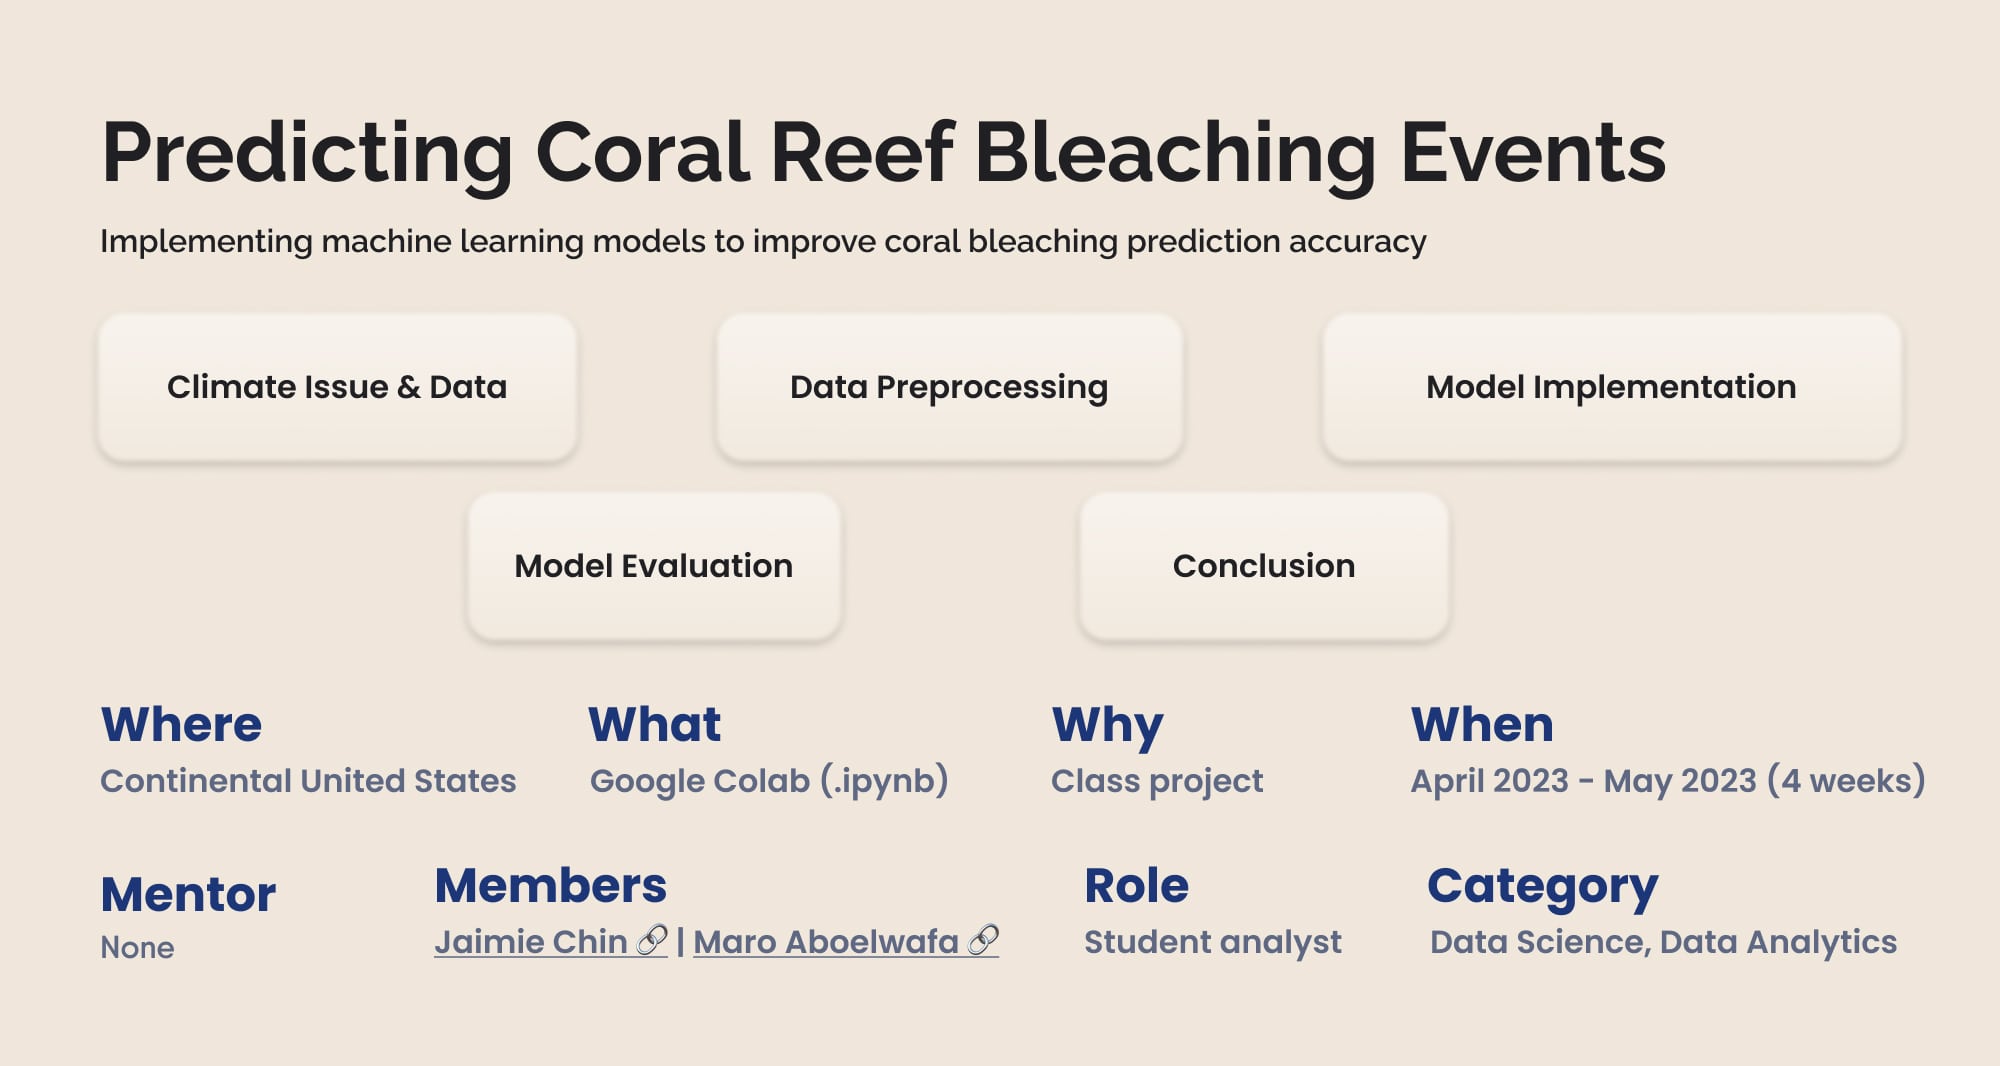 Predicting Coral Reef Bleaching Events
Implementing machine learning models to improve coral bleaching prediction accuracy
Climate Issue & Data
Data Preprocessing
Model Implementation
Model Evaluation
Conclusion
Where
Continental United States
What
Google Colab (.ipynb)
Why
Class project
When
April 2023 - May 2023 (4 weeks)
Mentor
None
Members
Jaimie Chin 🔗 | Maro Aboelwafa 🔗
Role
Student analyst
Category
Data Science, Data Analytics